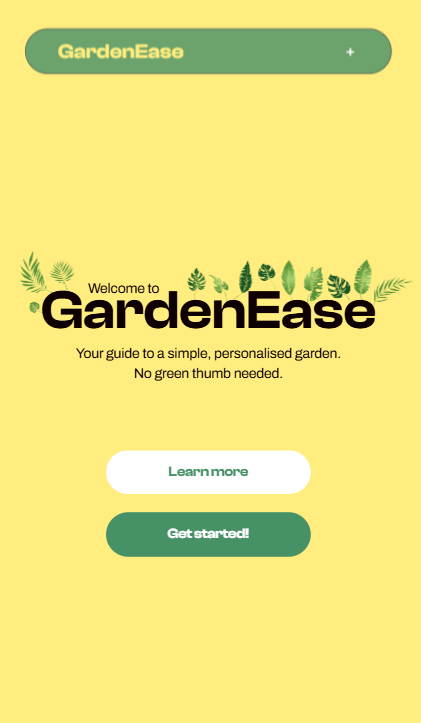 GardenEase +
Welcome to
GardenEase
Your guide to a simple, personalised garden.
No green thumb needed.
Learn more
Get started!